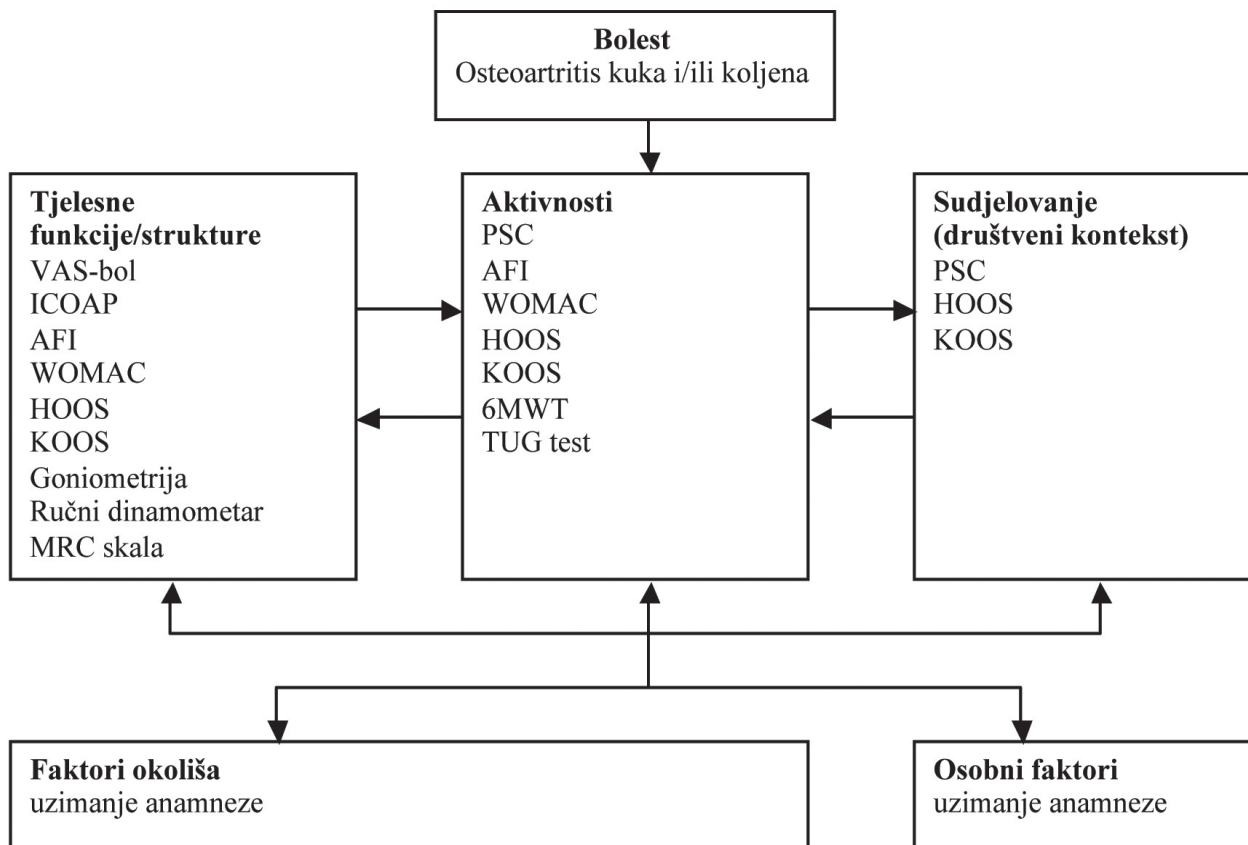 Bolest
Osteoartritis kuka i/ili koljena
Tjelesne
funkcije/strukture
VAS-bol
ICOAP
AFI
WOMAC
HOOS
KOOS
Goniometrija
Ručni dinamometar
MRC skala
Aktivnosti
PSC
AFI
WOMAC
HOOS
KOOS
6MWT
TUG test
Sudjelovanje
(društveni kontekst)
PSC
HOOS
KOOS
Faktori okoliša
uzimanje anamneze
Osobni faktori
uzimanje anamneze